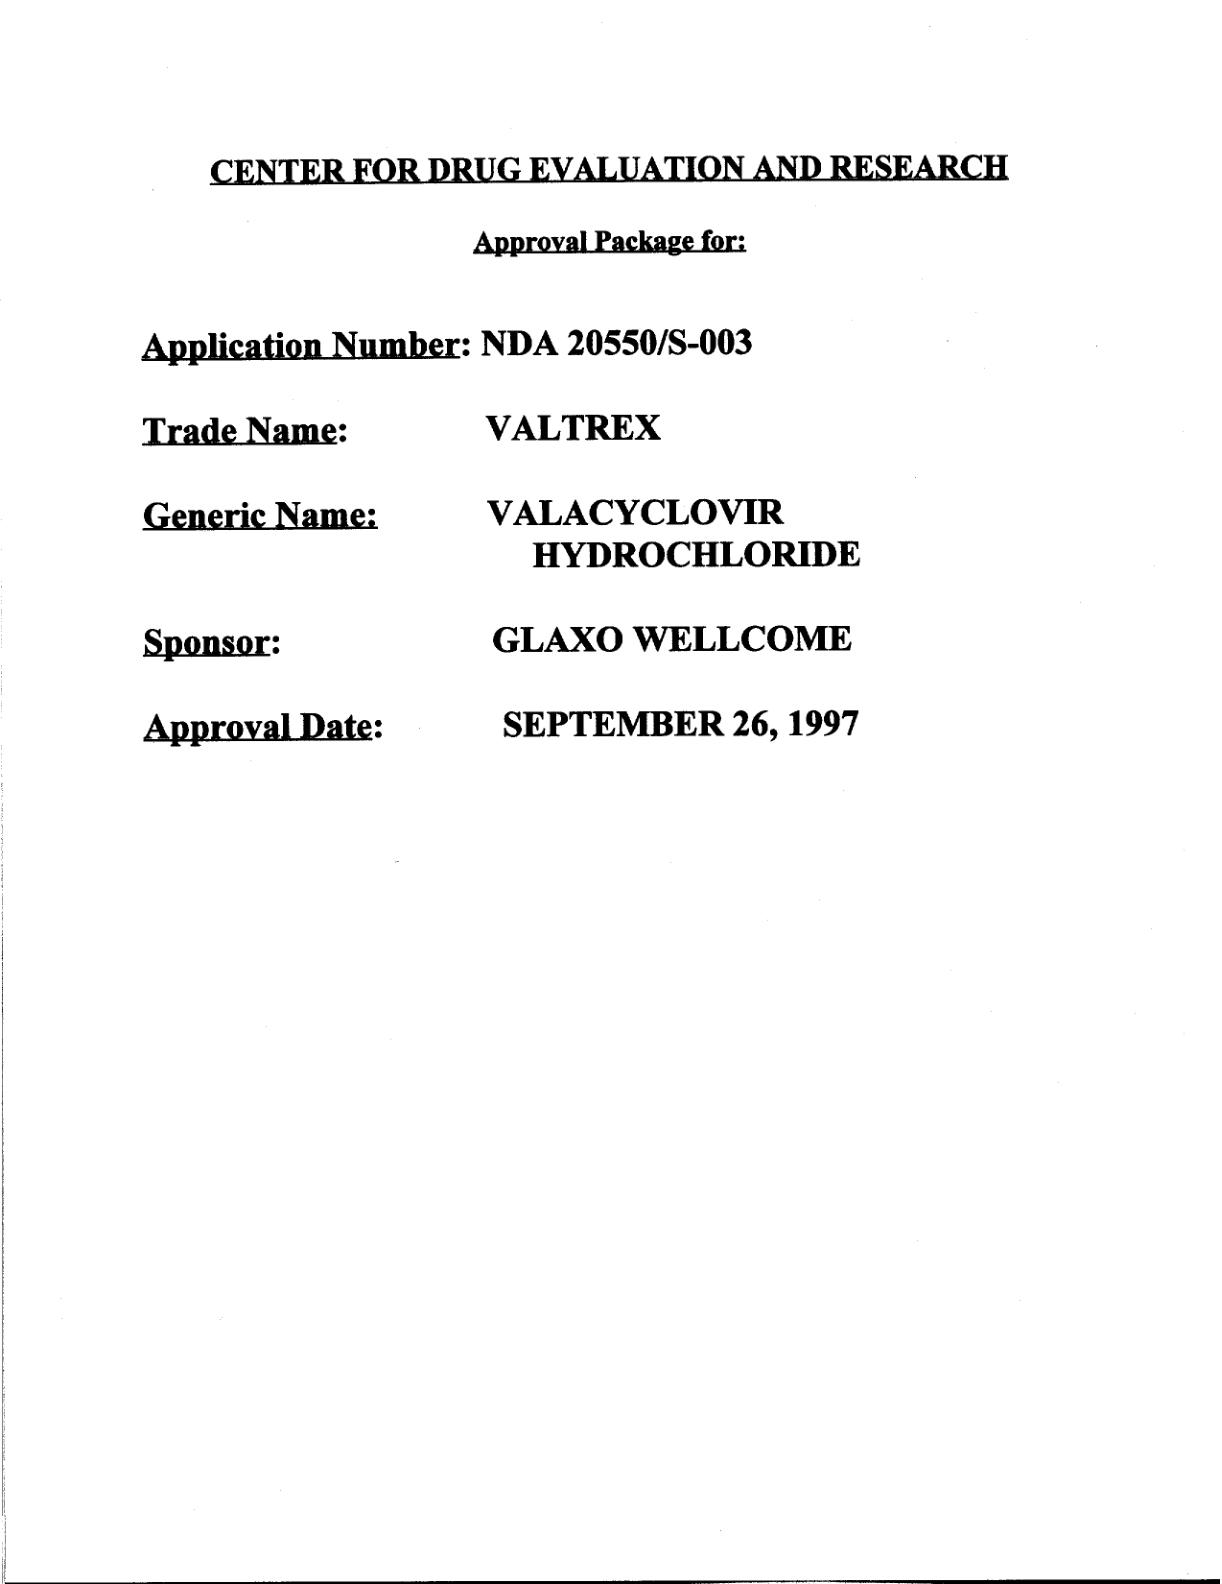 CENTER FOR DRUG EVALUATION AND RESEARCH
Approval Package for:
Application Number: NDA 20550/S-003
Trade Name: VALTREX
Generic Name: VALACYCLOVIR
HYDROCHLORIDE
Sponsor: GLAXO WELLCOME
Approval Date: SEPTEMBER 26, 1997